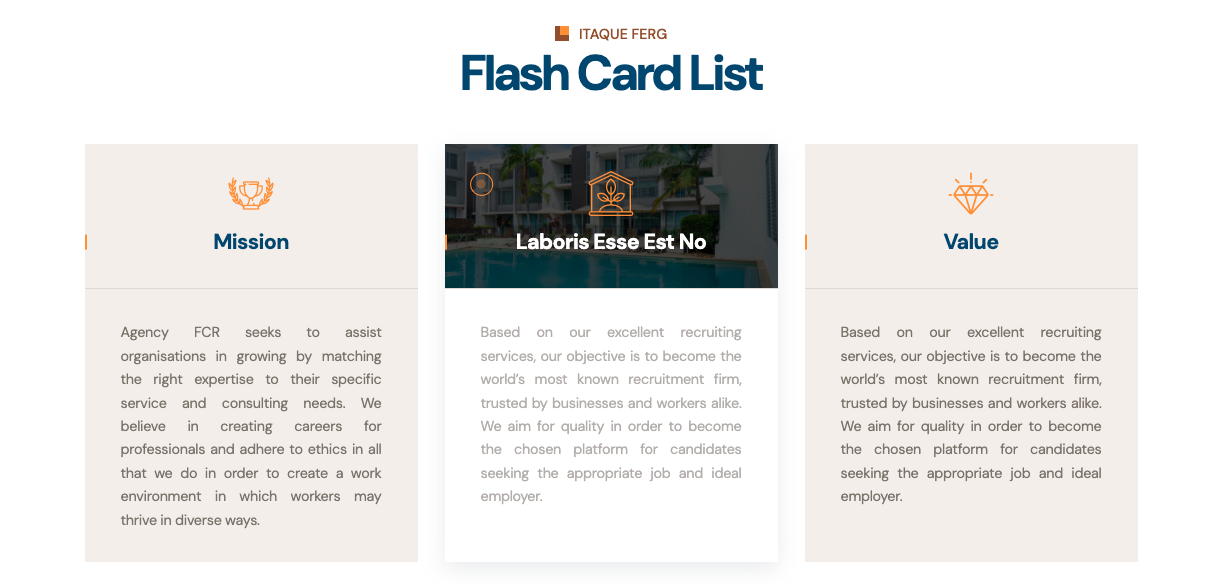 ITAQUE FERG
Flash Card List
Mission
Agency FCR seeks to assist
organisations in growing by matching
the right expertise to their specific
service and consulting needs. We
believe in creating careers for
professionals and adhere to ethics in all
that we do in order to create a work
environment in which workers may
thrive in diverse ways.
Laboris Esse Est No
Based on our excellent recruiting
services, our objective is to become the
world’s most known recruitment firm,
trusted by businesses and workers alike.
We aim for quality in order to become
the chosen platform for candidates
seeking the appropriate job and ideal
employer.
Value
Based on our excellent recruiting
services, our objective is to become the
world’s most known recruitment firm,
trusted by businesses and workers alike.
We aim for quality in order to become
the chosen platform for candidates
seeking the appropriate job and ideal
employer.